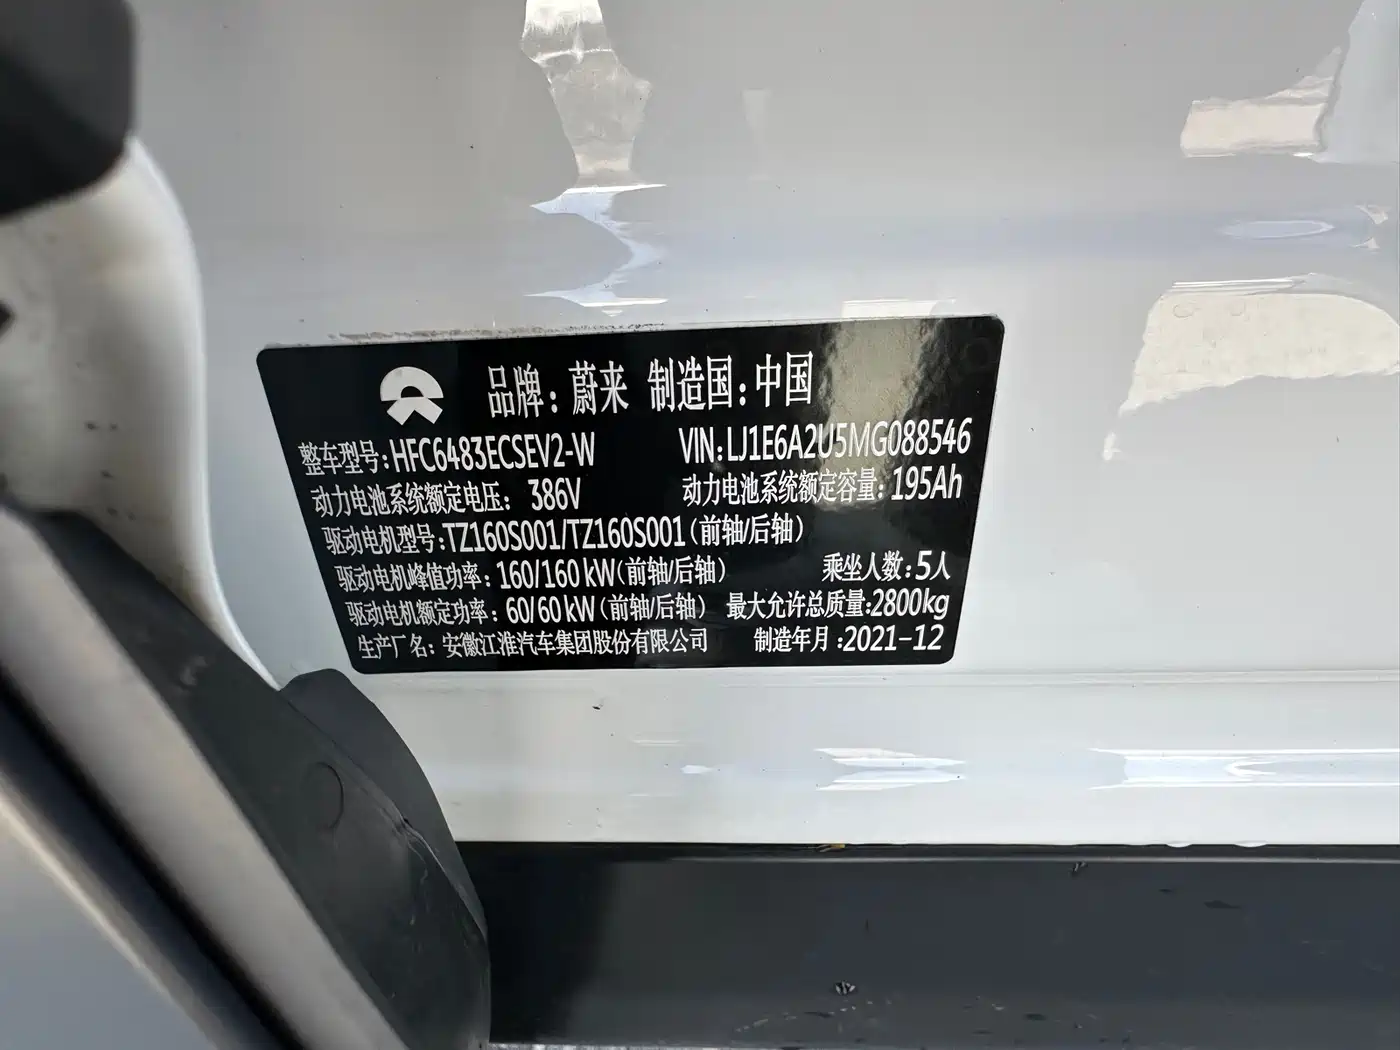 品牌：蔚来 制造国：中国
整车型号：HFC6483ECSEV2-W VIN：LJ1E6A2U5MG088546
动力电池系统额定电压：386V 动力电池系统额定容量：195Ah
驱动电机型号：TZ160S001/TZ160S001（前轴/后轴）
驱动电机峰值功率：160/160kW（前轴/后轴） 乘坐人数：5人
驱动电机额定功率：60/60kW（前轴/后轴） 最大允许总质量：2800kg
生产厂名：安徽江淮汽车集团股份有限公司 制造年月：2021-12